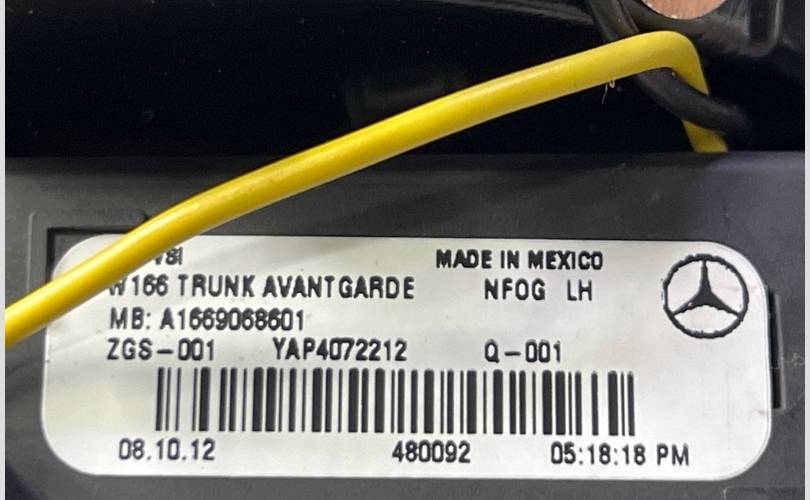 MADE IN MEXICO
W166 TRUNK AVANTGARDE NFOG LH
MB: A1669068601
ZGS-001 YAP4072212 Q-001
08.10.12 480092 05:18:18 PM